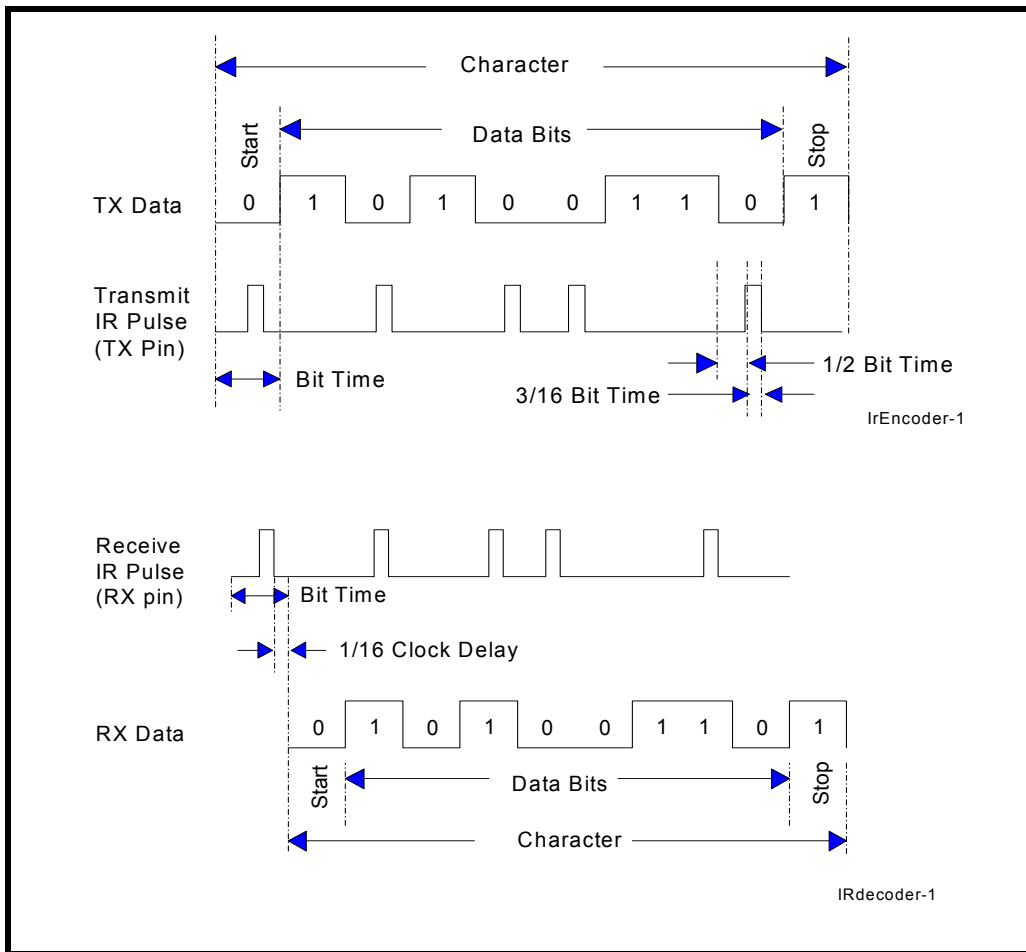 Character
Start
Data Bits
Stop
TX Data
0 1 0 1 0 0 1 1 0 1
Transmit
IR Pulse
(TX Pin)
Bit Time
1/2 Bit Time
3/16 Bit Time
IrEncoder-1
Receive
IR Pulse
(RX pin)
Bit Time
1/16 Clock Delay
RX Data
0 1 0 1 0 0 1 1 0 1
Start
Data Bits
Stop
Character
IRdecoder-1